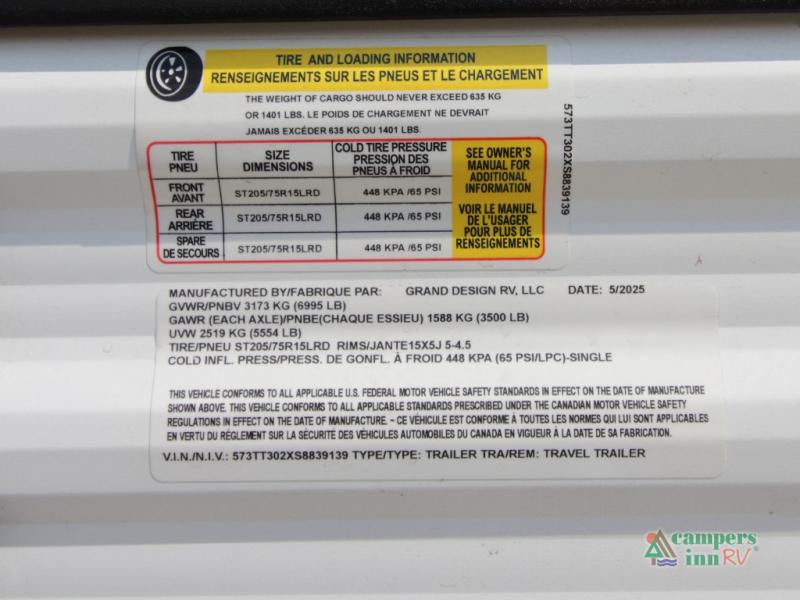 TIRE AND LOADING INFORMATION
RENSEIGNEMENTS SUR LES PNEUS ET LE CHARGEMENT
THE WEIGHT OF CARGO SHOULD NEVER EXCEED 635 KG
OR 1401 LBS. LE POIDS DE CHARGEMENT NE DEVRAIT
JAMAIS EXCÉDER 635 KG OU 1401 LBS.
TIRE
PNEU
SIZE
DIMENSIONS
COLD TIRE PRESSURE
PRESSION DES
PNEUS À FROID
FRONT
AVANT
ST205/75R15LRD
448 KPA /65 PSI
REAR
ARRIÈRE
ST205/75R15LRD
448 KPA /65 PSI
SPARE
DE SECOURS
ST205/75R15LRD
448 KPA /65 PSI
SEE OWNER'S
MANUAL FOR
ADDITIONAL
INFORMATION
VOIR LE MANUEL
DE L'USAGER
POUR PLUS DE
RENSEIGNEMENTS
573TT302XS8839139
MANUFACTURED BY/FABRIQUE PAR: GRAND DESIGN RV, LLC DATE: 5/2025
GVWR/PNBV 3173 KG (6995 LB)
GAWR (EACH AXLE)/PNBE(CHAQUE ESSIEU) 1588 KG (3500 LB)
UVW 2519 KG (5554 LB)
TIRE/PNEU ST205/75R15LRD RIMS/JANTE15X5J 5-4.5
COLD INFL. PRESS/PRESS. DE GONFL. À FROID 448 KPA (65 PSI/LPC)-SINGLE
THIS VEHICLE CONFORMS TO ALL APPLICABLE U.S. FEDERAL MOTOR VEHICLE SAFETY STANDARDS IN EFFECT ON THE DATE OF MANUFACTURE
SHOWN ABOVE. THIS VEHICLE CONFORMS TO ALL APPLICABLE STANDARDS PRESCRIBED UNDER THE CANADIAN MOTOR VEHICLE SAFETY
REGULATIONS IN EFFECT ON THE DATE OF MANUFACTURE. ~ CE VÉHICULE EST CONFORME À TOUTES LES NORMES QUI LUI SONT APPLICABLES
EN VERTU DU RÉGLEMENT SUR LA SÉCURITÉ DES VÉHICULES AUTOMOBILES DU CANADA EN VIGUEUR À LA DATE DE SA FABRICATION.
V.I.N./N.I.V.: 573TT302XS8839139 TYPE/TYPE: TRAILER TRA/REM: TRAVEL TRAILER
campers
inn RV®